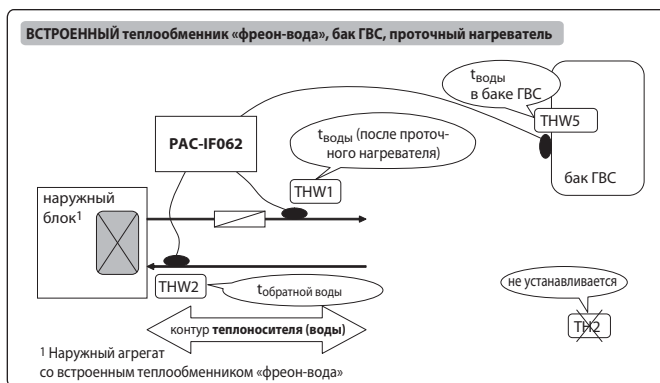 ВСТРОЕННЫЙ теплообменник «фреон-вода», бак ГВС, проточный нагреватель
tводы
в баке ГВС
THW5
бак ГВС
PAC-IF062
tводы (после проточ-
ного нагревателя)
THW1
наружный
блок1
THW2
tобратной воды
контур теплоносителя (воды)
не устанавливается
TH2
1 Наружный агрегат
со встроенным теплообменником «фреон-вода»